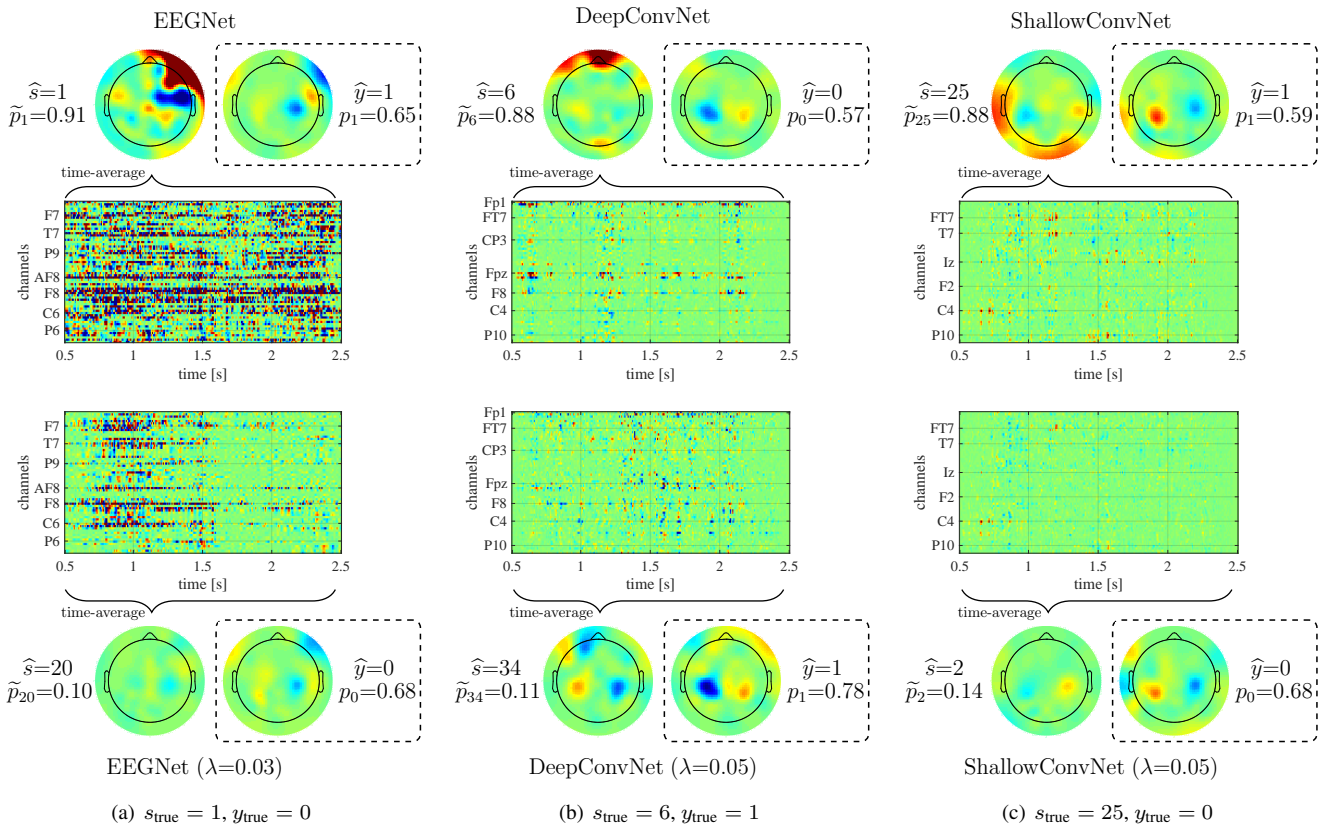 EEGNet
ŝ=1
p̃₁=0.91
ŷ=1
p₁=0.65
time-average
channels
F7
T7
P9
AF8
F8
C6
P6
0.5 1 1.5 2 2.5
time [s]
channels
F7
T7
P9
AF8
F8
C6
P6
0.5 1 1.5 2 2.5
time [s]
time-average
ŝ=20
p̃₂₀=0.10
ŷ=0
p₀=0.68
EEGNet (λ=0.03)
(a) s_true = 1, y_true = 0
DeepConvNet
ŝ=6
p̃₆=0.88
ŷ=0
p₀=0.57
time-average
channels
Fp1
FT7
CP3
Fpz
F8
C4
P10
0.5 1 1.5 2 2.5
time [s]
channels
Fp1
FT7
CP3
Fpz
F8
C4
P10
0.5 1 1.5 2 2.5
time [s]
time-average
ŝ=34
p̃₃₄=0.11
ŷ=1
p₁=0.78
DeepConvNet (λ=0.05)
(b) s_true = 6, y_true = 1
ShallowConvNet
ŝ=25
p̃₂₅=0.88
ŷ=1
p₁=0.59
time-average
channels
FT7
T7
Iz
F2
C4
P10
0.5 1 1.5 2 2.5
time [s]
channels
FT7
T7
Iz
F2
C4
P10
0.5 1 1.5 2 2.5
time [s]
time-average
ŝ=2
p̃₂=0.14
ŷ=0
p₀=0.68
ShallowConvNet (λ=0.05)
(c) s_true = 25, y_true = 0